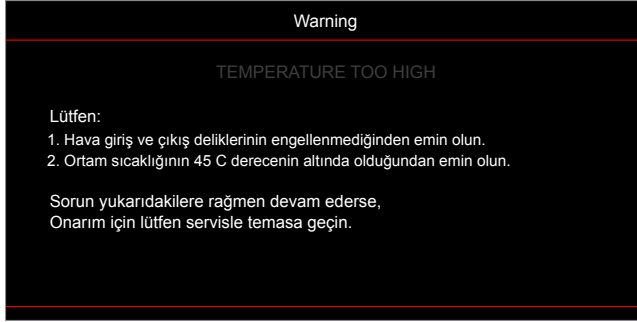 Warning
TEMPERATURE TOO HIGH
Lütfen:
1. Hava giriş ve çıkış deliklerinin engellenmediğinden emin olun.
2. Ortam sıcaklığının 45 C derecenin altında olduğundan emin olun.
Sorun yukarıdakilere rağmen devam ederse,
Onarım için lütfen servisle temasa geçin.